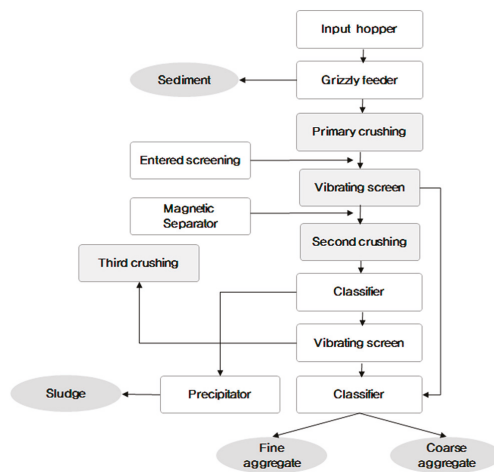 Input hopper
Sediment
Grizzly feeder
Primary crushing
Entered screening
Vibrating screen
Magnetic
Separator
Second crushing
Third crushing
Classifier
Vibrating screen
Sludge
Precipitator
Classifier
Fine
aggregate
Coarse
aggregate